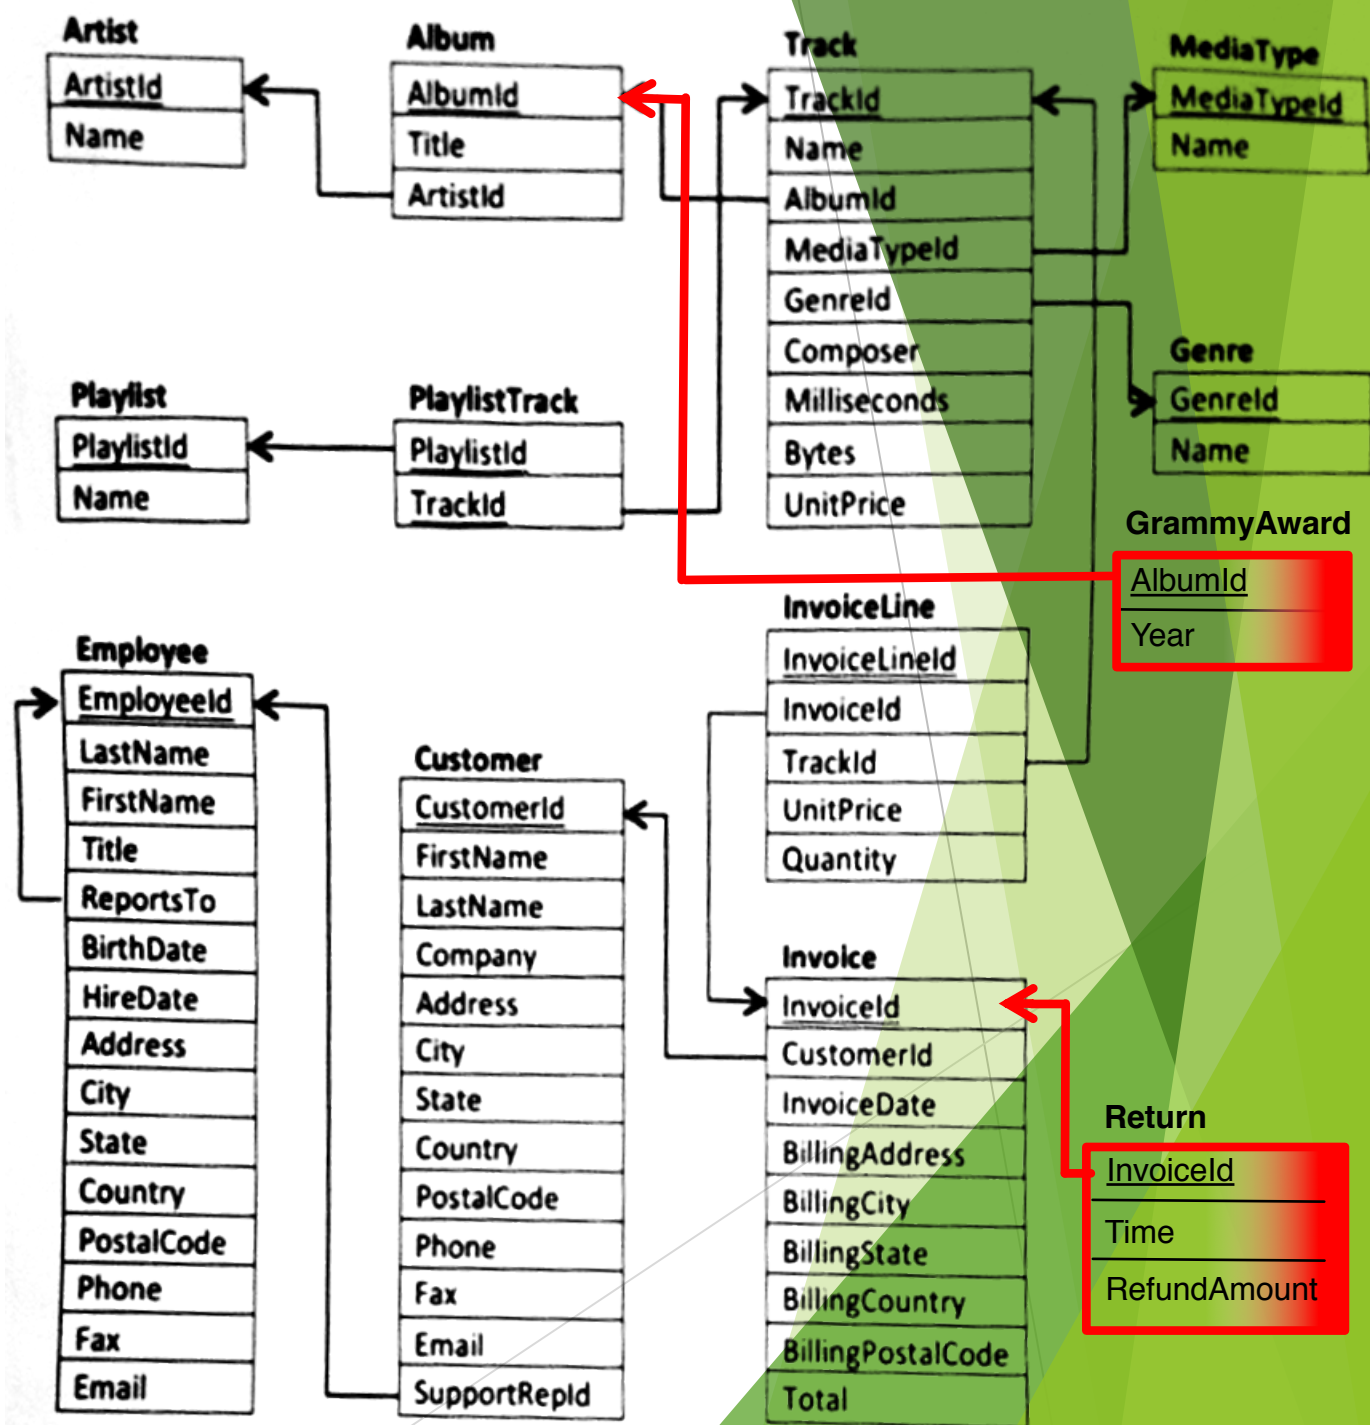 Artist
ArtistId
Name
Album
AlbumId
Title
ArtistId
Track
TrackId
Name
AlbumId
MediaTypeId
GenreId
Composer
Milliseconds
Bytes
UnitPrice
MediaType
MediaTypeId
Name
Genre
GenreId
Name
Playlist
PlaylistId
Name
PlaylistTrack
PlaylistId
TrackId
GrammyAward
AlbumId
Year
Employee
EmployeeId
LastName
FirstName
Title
ReportsTo
BirthDate
HireDate
Address
City
State
Country
PostalCode
Phone
Fax
Email
Customer
CustomerId
FirstName
LastName
Company
Address
City
State
Country
PostalCode
Phone
Fax
Email
SupportRepId
InvoiceLine
InvoiceLineId
InvoiceId
TrackId
UnitPrice
Quantity
Invoice
InvoiceId
CustomerId
InvoiceDate
BillingAddress
BillingCity
BillingState
BillingCountry
BillingPostalCode
Total
Return
InvoiceId
Time
RefundAmount